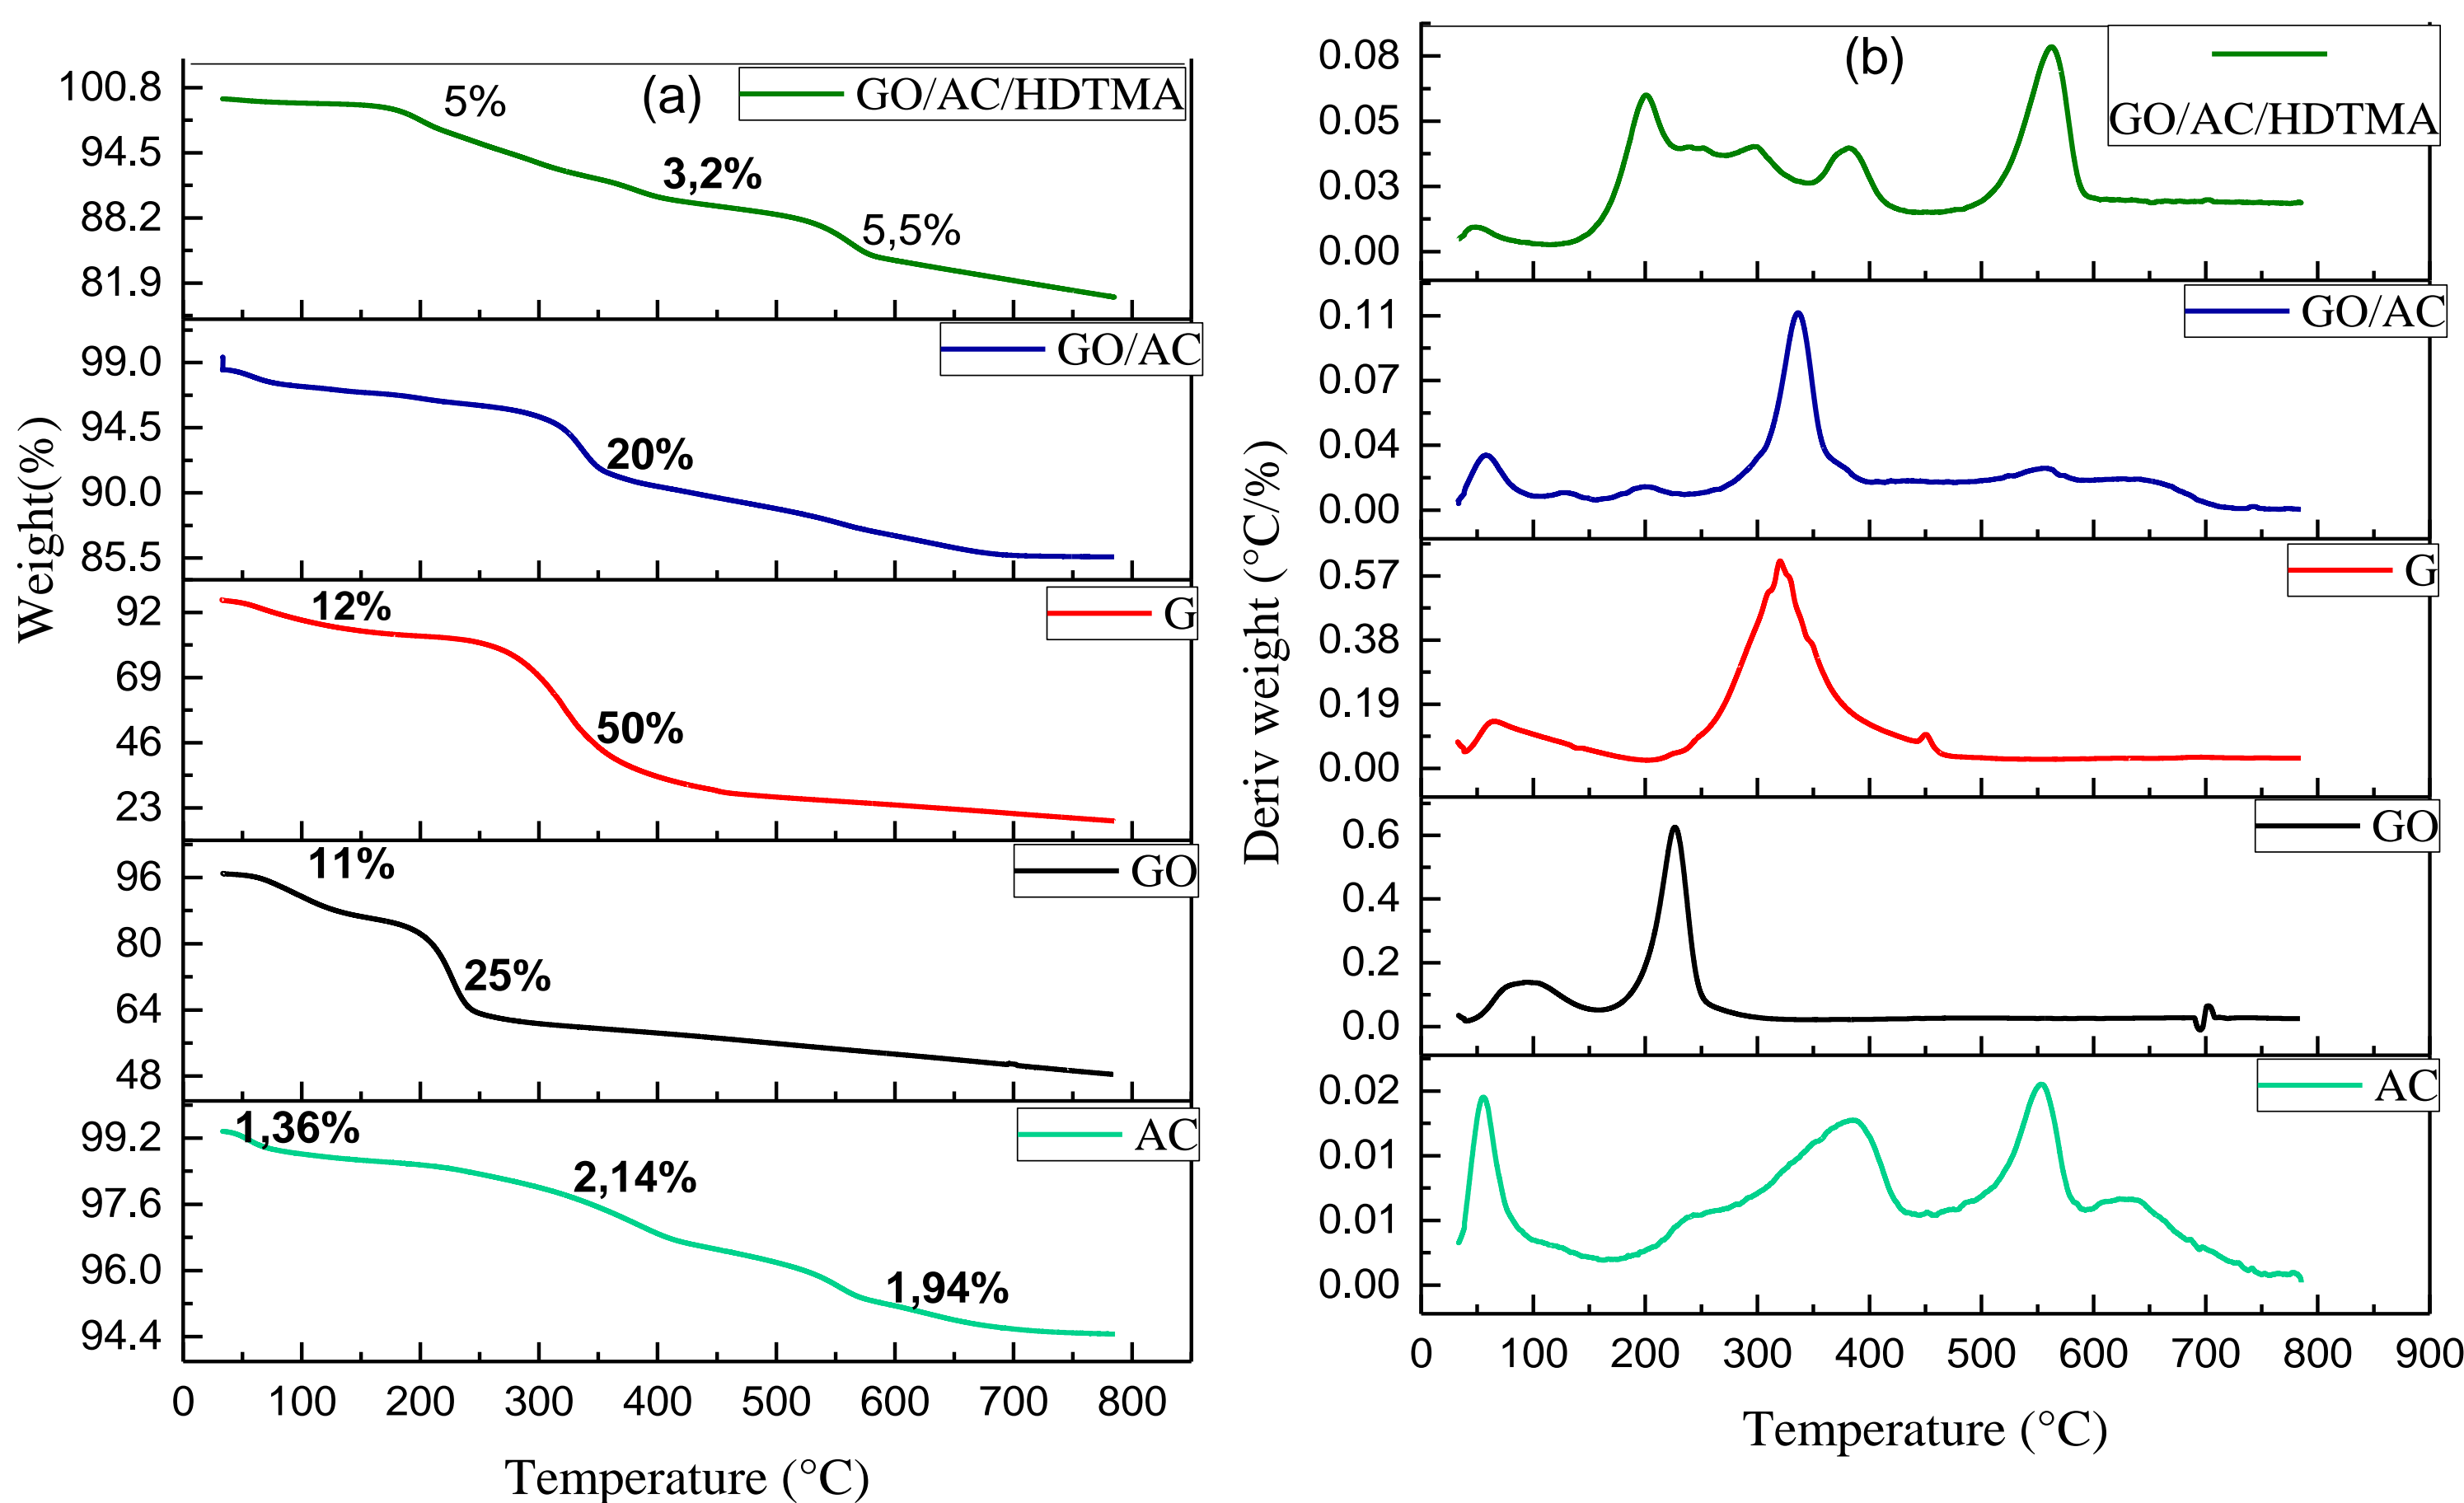 (a)
GO/AC/HDTMA
100.8
94.5
88.2
81.9
5%
3,2%
5,5%
GO/AC
99.0
94.5
90.0
85.5
20%
G
92
69
46
23
12%
50%
GO
96
80
64
48
11%
25%
AC
99.2
97.6
96.0
94.4
1,36%
2,14%
1,94%
0 100 200 300 400 500 600 700 800
Weight(%)
Temperature (°C)
(b)
GO/AC/HDTMA
0.08
0.05
0.03
0.00
GO/AC
0.11
0.07
0.04
0.00
G
0.57
0.38
0.19
0.00
GO
0.6
0.4
0.2
0.0
AC
0.02
0.01
0.01
0.00
0 100 200 300 400 500 600 700 800 900
Deriv weight (°C/%)
Temperature (°C)